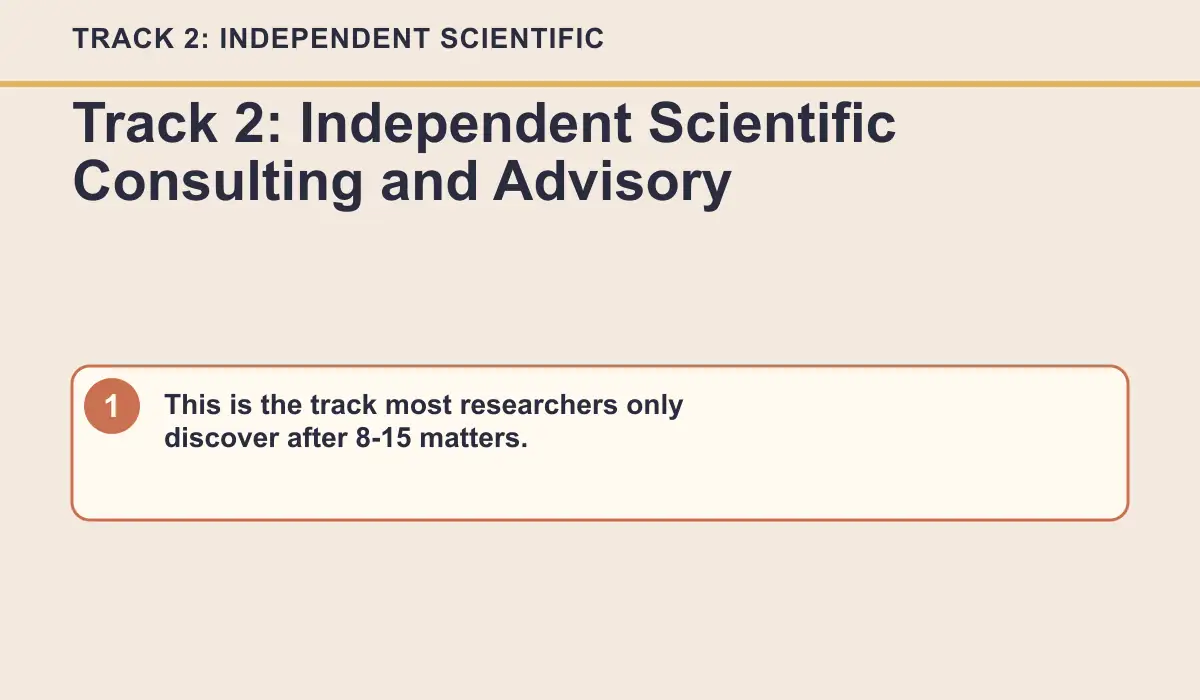 TRACK 2: INDEPENDENT SCIENTIFIC
Track 2: Independent Scientific
Consulting and Advisory
1
This is the track most researchers only
discover after 8-15 matters.